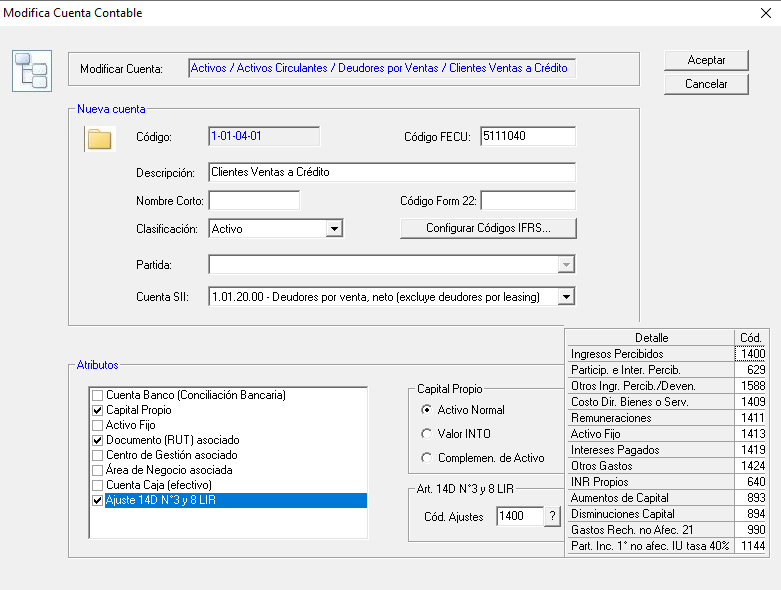 Modifica Cuenta Contable
Modificar Cuenta: Activos / Activos Circulantes / Deudores por Ventas / Clientes Ventas a Crédito
Aceptar
Cancelar
Nueva cuenta
Código: 1-01-04-01 Código FECU: 5111040
Descripción: Clientes Ventas a Crédito
Nombre Corto: Código Form 22:
Clasificación: Activo Configurar Códigos IFRS...
Partida:
Cuenta SII: 1.01.20.00 - Deudores por venta, neto (excluye deudores por leasing)
Atributos
Cuenta Banco (Conciliación Bancaria)
Capital Propio
Activo Fijo
Documento (RUT) asociado
Centro de Gestión asociado
Área de Negocio asociada
Cuenta Caja (efectivo)
Ajuste 14D N°3 y 8 LIR
Capital Propio
Activo Normal
Valor INTO
Complemen. de Activo
Art. 14D N°3 y 8 LIR
Cód. Ajustes 1400 ?
Detalle Cód.
Ingresos Percibidos 1400
Particip. e Inter. Percib. 629
Otros Ingr. Percib./Deven. 1588
Costo Dir. Bienes o Serv. 1409
Remuneraciones 1411
Activo Fijo 1413
Intereses Pagados 1419
Otros Gastos 1424
INR Propios 640
Aumentos de Capital 893
Disminuciones Capital 894
Gastos Rech. no Afec. 21 990
Part. Inc. 1° no afec. IU tasa 40% 1144